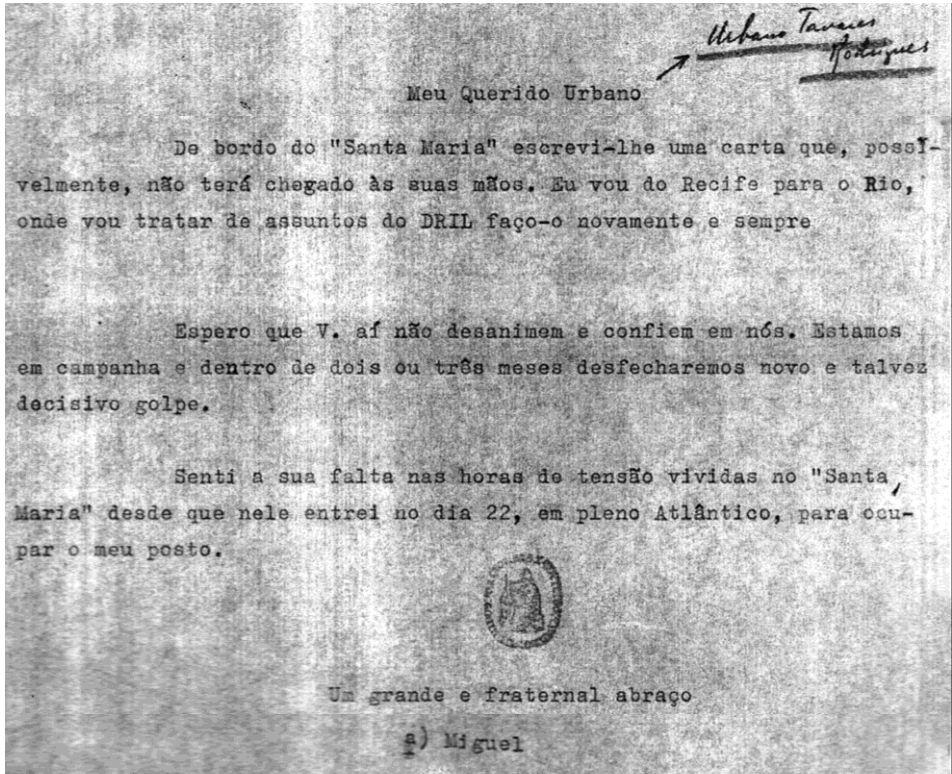 Urbano Tavares
Rodrigues
Meu Querido Urbano
De bordo do "Santa Maria" escrevi-lhe uma carta que, possí-
velmente, não terá chegado às suas mãos. Eu vou do Recife para o Rio,
onde vou tratar de assuntos do DRIL faço-o novamente e sempre
Espero que V. aí não desanimem e confiem em nós. Estamos
em campanha e dentro de dois ou três meses desfecharemos novo e talvez
decisivo golpe.
Senti a sua falta nas horas de tensão vividas no "Santa
Maria" desde que nele entrei no dia 22, em pleno Atlântico, para ocu-
par o meu posto.
Um grande e fraternal abraço
a) Miguel